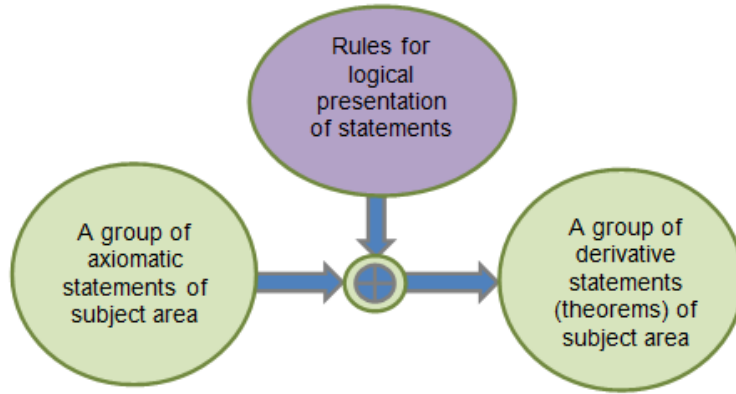 Rules for
logical
presentation
of statements
A group of
axiomatic
statements of
subject area
A group of
derivative
statements
(theorems) of
subject area